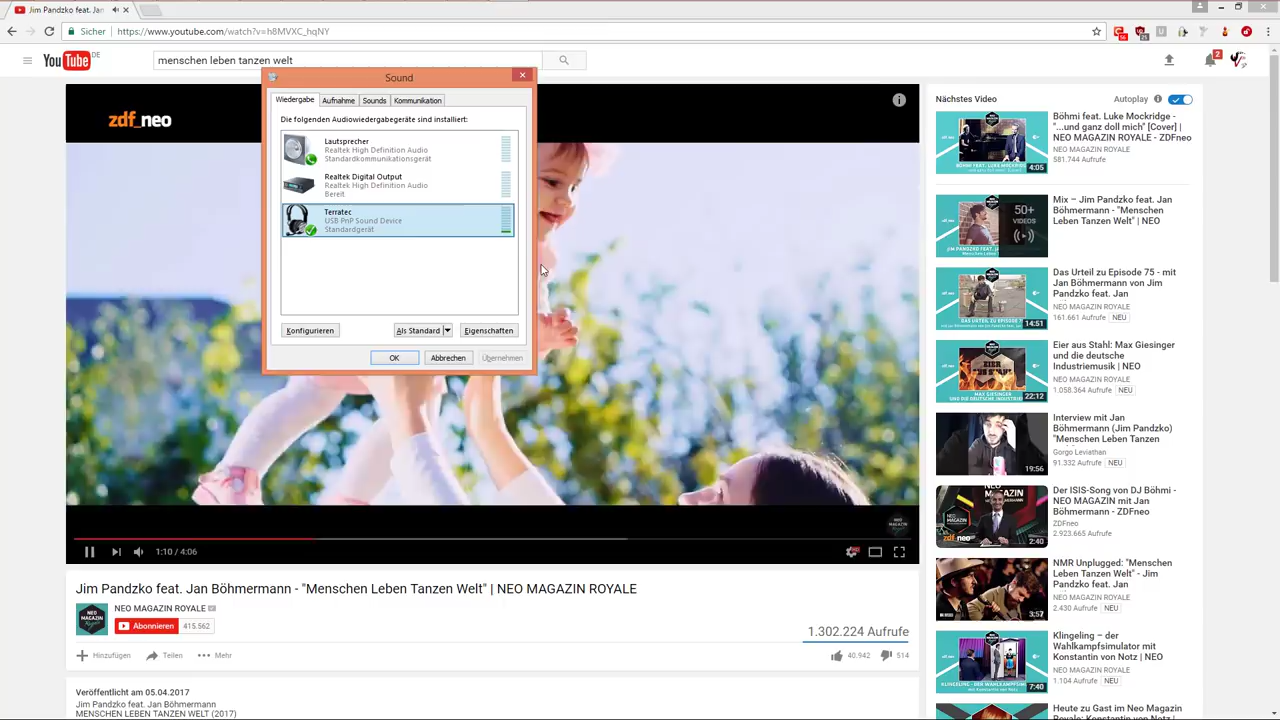 Jim Pandzko feat. Jan
Sicher
https://www.youtube.com/watch?v=h8MVXC_hqNY
YouTube DE
menschen leben tanzen welt
2
Sound
Wiedergabe Aufnahme Sounds Kommunikation
Die folgenden Audiowiedergabegeräte sind installiert:
Lautsprecher
Realtek High Definition Audio
Standardkommunikationsgerät
Realtek Digital Output
Realtek High Definition Audio
Bereit
Terratec
USB PnP Sound Device
Standardgerät
Konfigurieren Als Standard Eigenschaften
OK Abbrechen Übernehmen
zdf_neo
NEO
MAGAZIN
1:10 / 4:06
Jim Pandzko feat. Jan Böhmermann - "Menschen Leben Tanzen Welt" | NEO MAGAZIN ROYALE
NEO MAGAZIN ROYALE
Abonnieren 415.562
1.302.224 Aufrufe
Hinzufügen Teilen Mehr
40.942 514
Veröffentlicht am 05.04.2017
Jim Pandzko feat. Jan Böhmermann
MENSCHEN LEBEN TANZEN WELT (2017)
Nächstes Video
Autoplay
Böhmi feat. Luke Mockridge -
"...und ganz doll mich" [Cover] |
NEO MAGAZIN ROYALE - ZDFneo
NEO MAGAZIN ROYALE
581.744 Aufrufe
4:05
Mix – Jim Pandzko feat. Jan
Böhmermann - "Menschen
Leben Tanzen Welt" | NEO
50+
VIDEOS
Das Urteil zu Episode 75 - mit
Jan Böhmermann von Jim
Pandzko feat. Jan
NEO MAGAZIN ROYALE
161.661 Aufrufe NEU
14:51
Eier aus Stahl: Max Giesinger
und die deutsche
Industriemusik | NEO
NEO MAGAZIN ROYALE
1.058.364 Aufrufe NEU
EIER
AUS STAHL
22:12
Interview mit Jan
Böhmermann (Jim Pandzko)
"Menschen Leben Tanzen
Gorgo Leviathan
91.332 Aufrufe NEU
19:56
Der ISIS-Song von DJ Böhmi -
NEO MAGAZIN mit Jan
Böhmermann - ZDFneo
ZDFneo
2.923.665 Aufrufe
zdf_neo
2:40
NMR Unplugged: "Menschen
Leben Tanzen Welt" - Jim
Pandzko feat. Jan
NEO MAGAZIN ROYALE
2.430 Aufrufe NEU
3:57
Klingeling – der
Wahlkampfsimulator mit
Konstantin von Notz | NEO
NEO MAGAZIN ROYALE
1.104 Aufrufe NEU
7:40
Heute zu Gast im Neo Magazin
Royale: Konstantin von Notz |